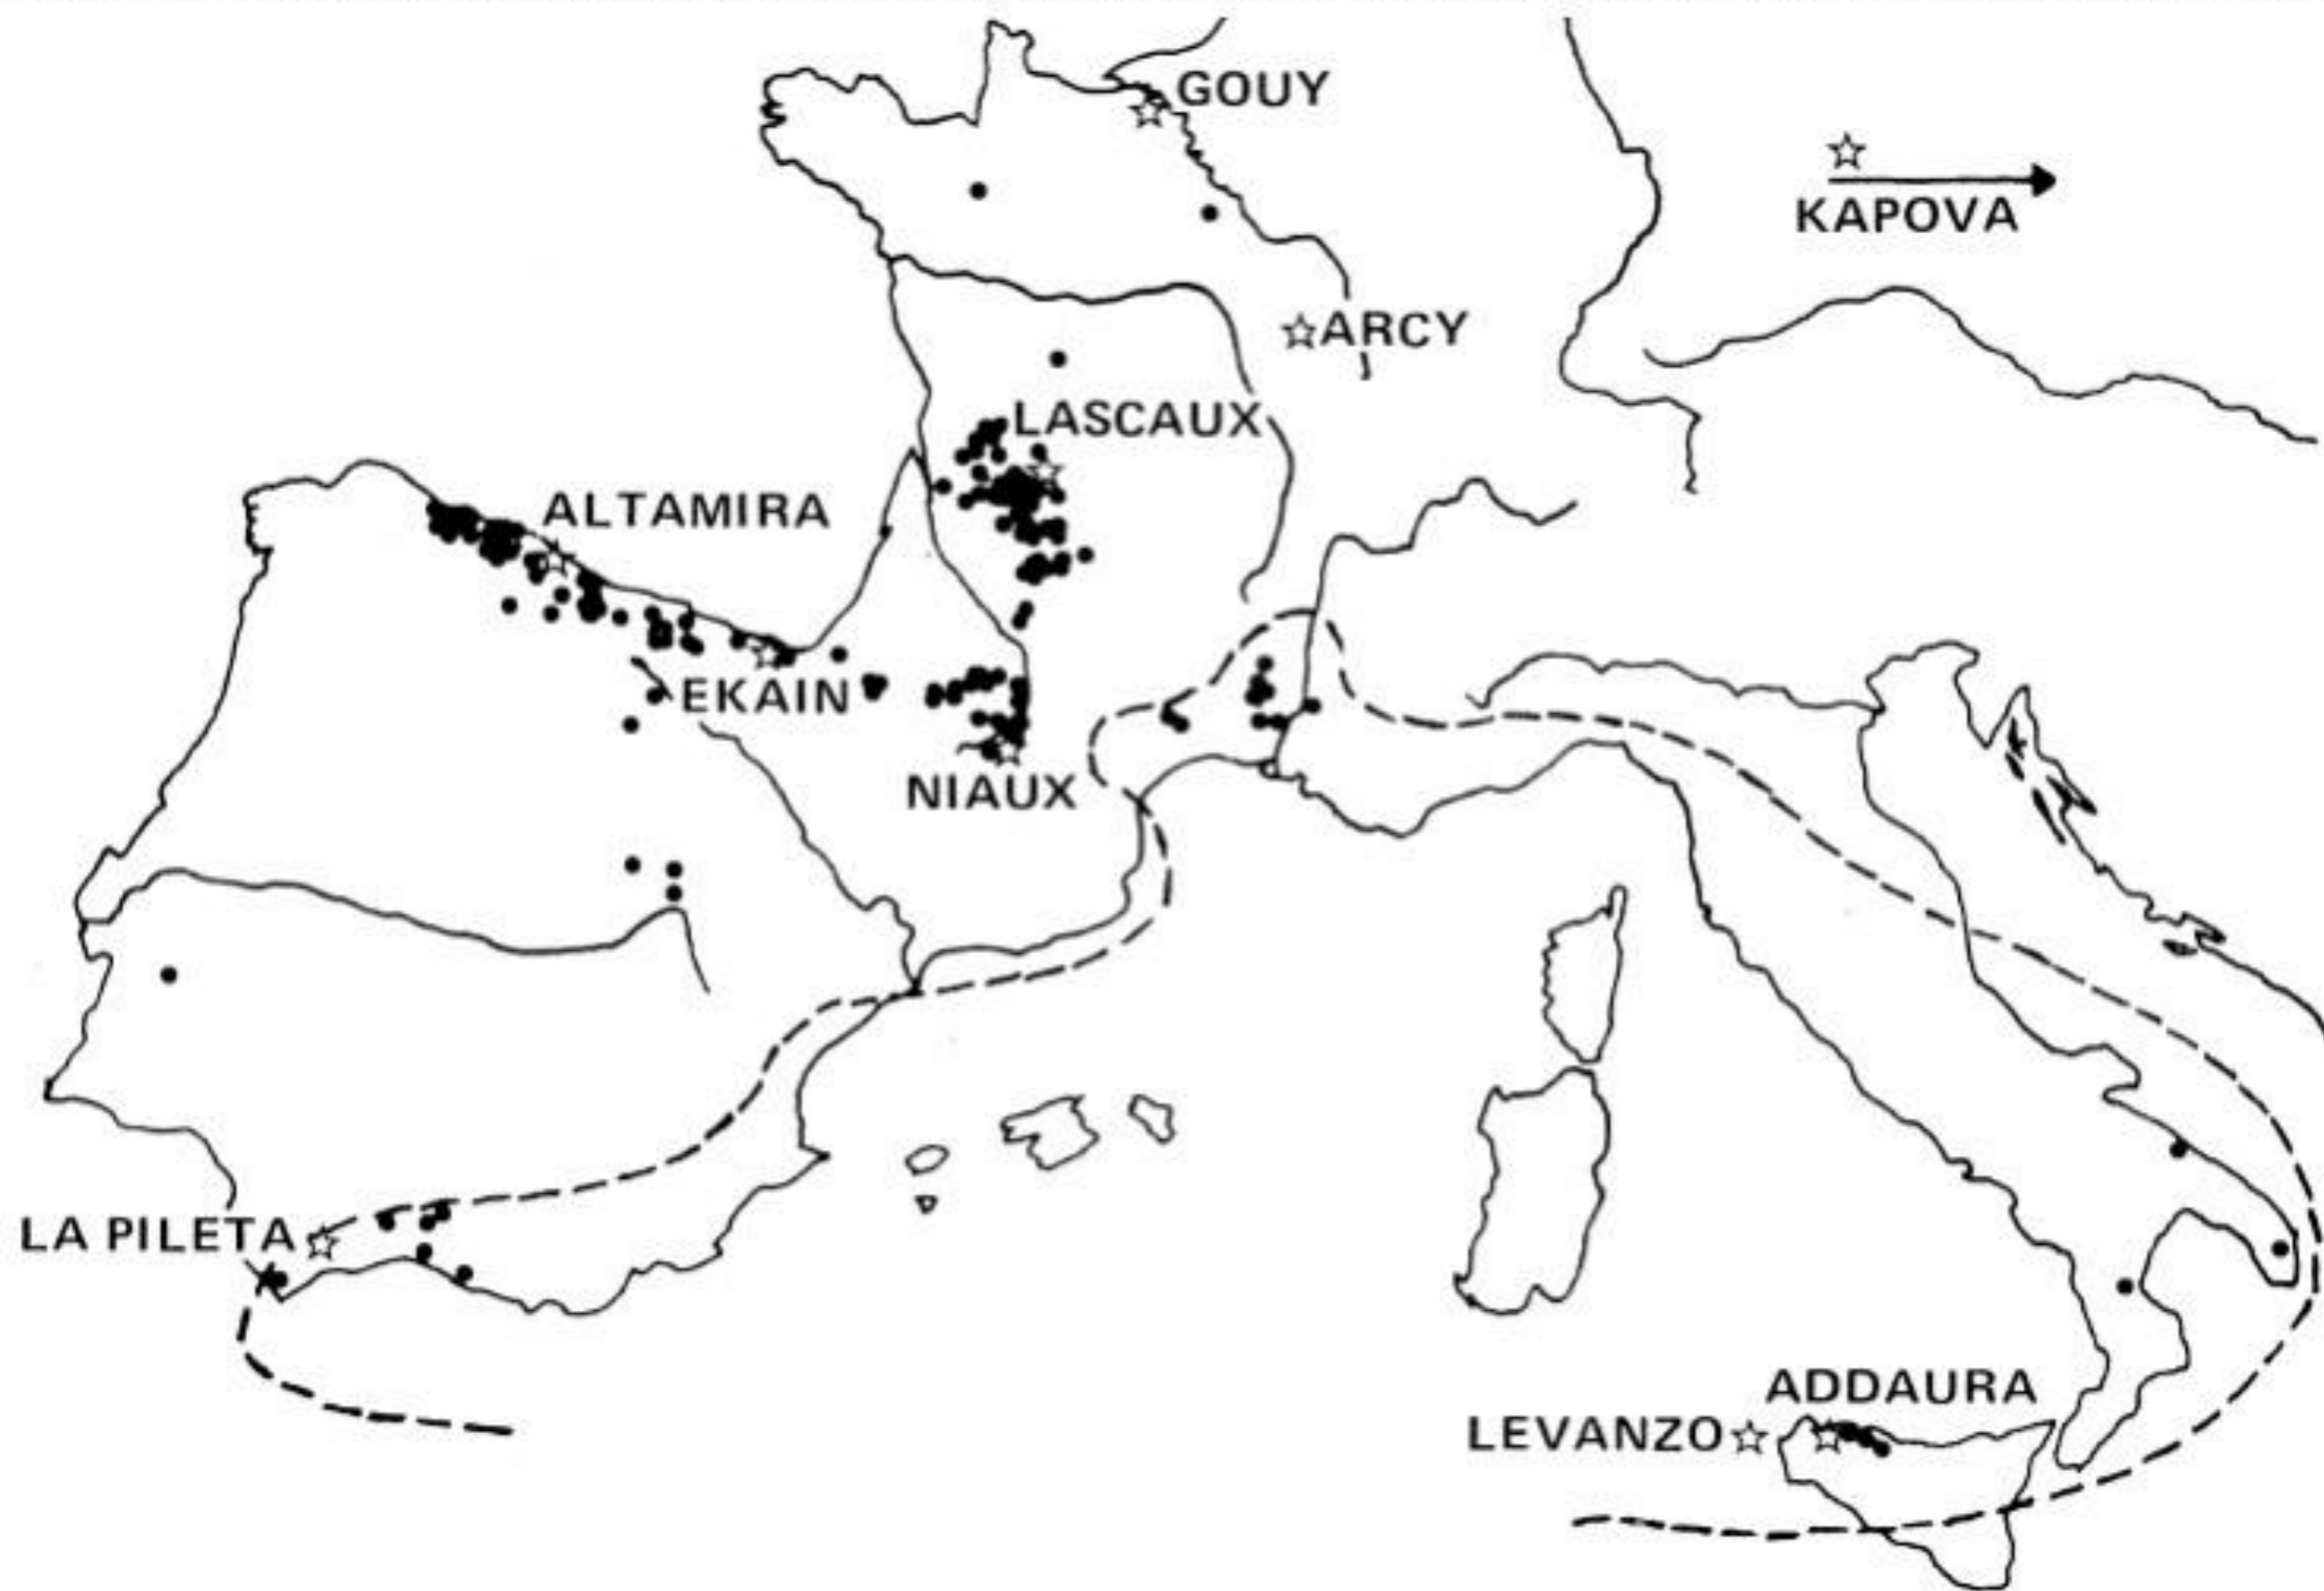 GOUY
KAPOVA
ARCY
LASCAUX
ALTAMIRA
EKAIN
NIAUX
LA PILETA
ADDAURA
LEVANZO